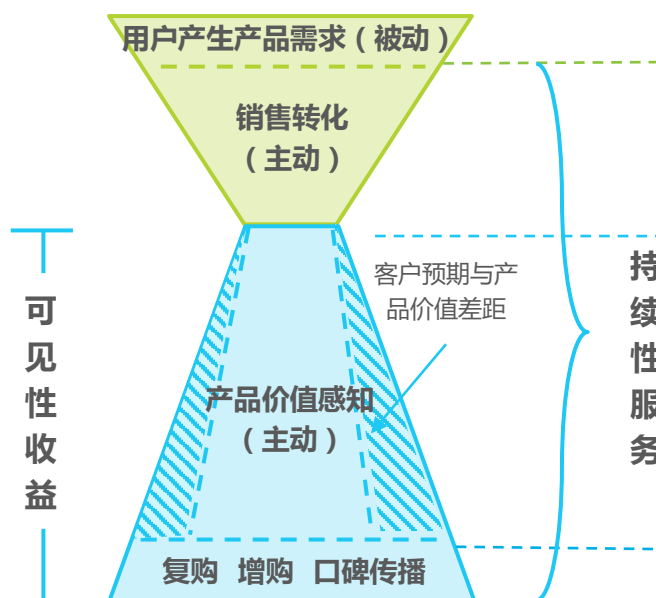 用户产生产品需求（被动）
销售转化
（主动）
客户预期与产
品价值差距
可见性收益
持续性服务
产品价值感知
（主动）
复购 增购 口碑传播